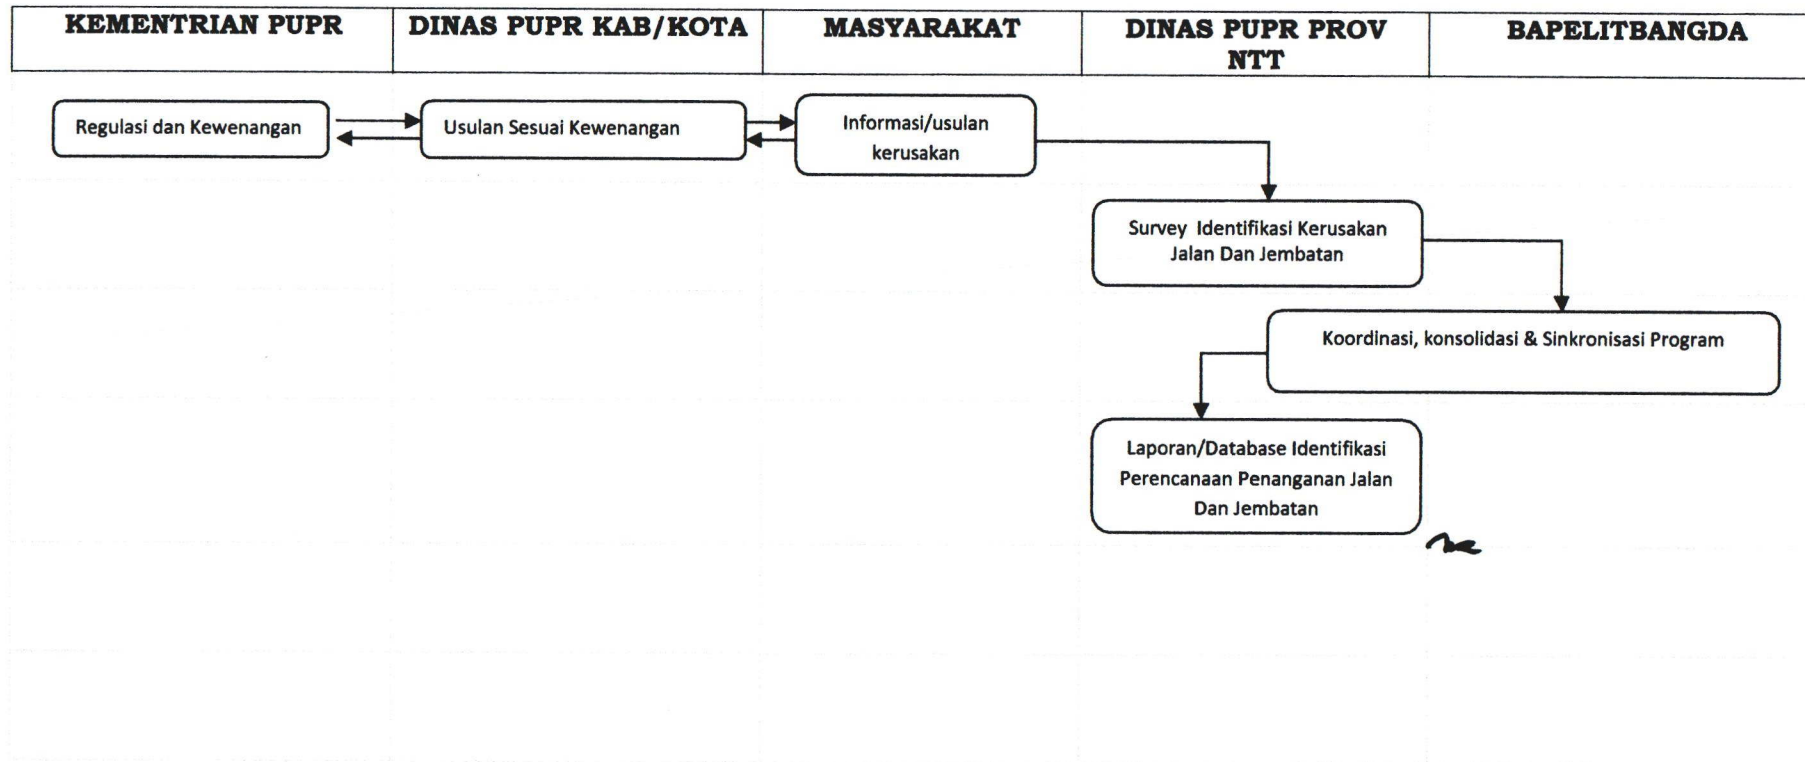 KEMENTRIAN PUPR
DINAS PUPR KAB/KOTA
MASYARAKAT
DINAS PUPR PROV
NTT
BAPELITBANGDA
Regulasi dan Kewenangan
Usulan Sesuai Kewenangan
Informasi/usulan
kerusakan
Survey Identifikasi Kerusakan
Jalan Dan Jembatan
Koordinasi, konsolidasi & Sinkronisasi Program
Laporan/Database Identifikasi
Perencanaan Penanganan Jalan
Dan Jembatan